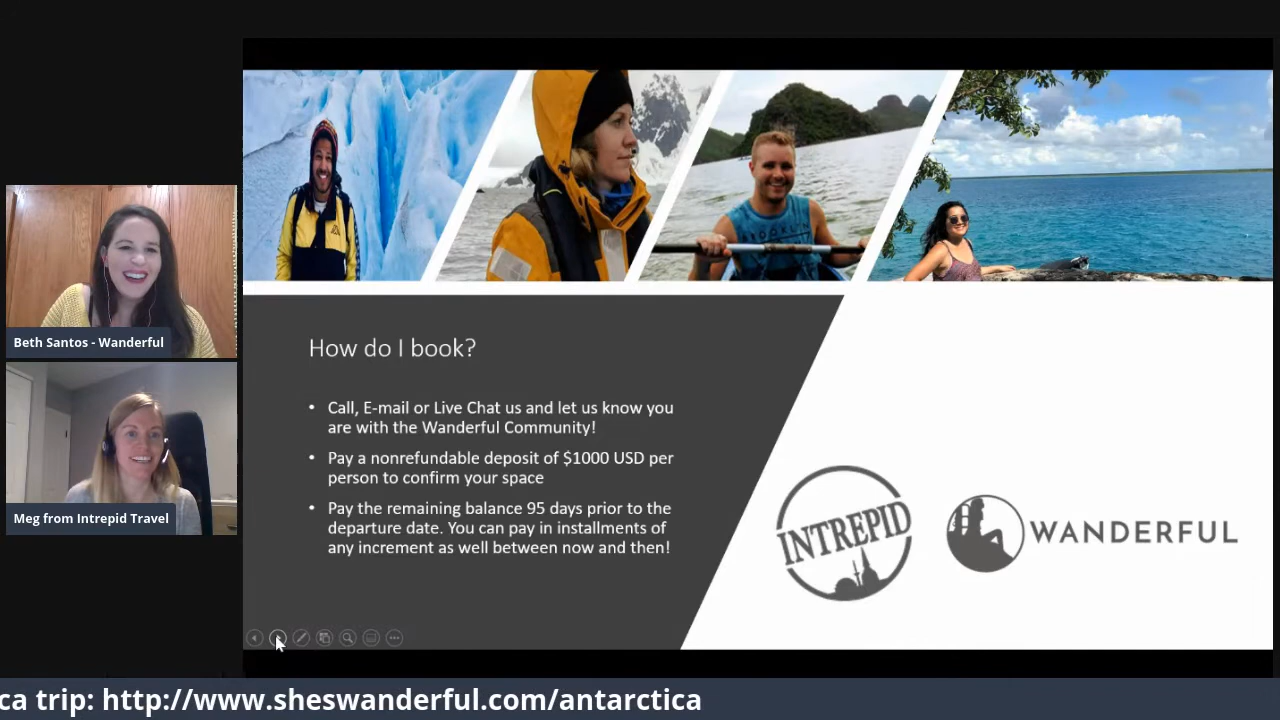 BROOKLYN
Beth Santos - Wanderful
Meg from Intrepid Travel
How do I book?
• Call, E-mail or Live Chat us and let us know you
are with the Wanderful Community!
• Pay a nonrefundable deposit of $1000 USD per
person to confirm your space
• Pay the remaining balance 95 days prior to the
departure date. You can pay in installments of
any increment as well between now and then!
INTREPID
WANDERFUL
ca trip: http://www.sheswanderful.com/antarctica